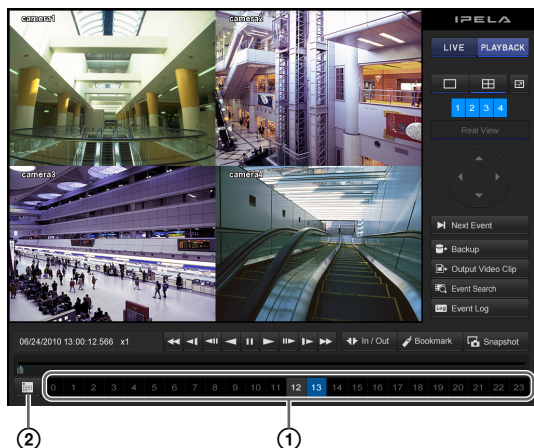 camera1
camera2
IPELA
LIVE PLAYBACK
1 2 3 4
Real View
camera3
camera4
Next Event
Backup
Output Video Clip
Event Search
Log Event Log
06/24/2010 13:00:12.566 x1
In / Out
Bookmark
Snapshot
0 1 2 3 4 5 6 7 8 9 10 11 12 13 14 15 16 17 18 19 20 21 22 23
2 1